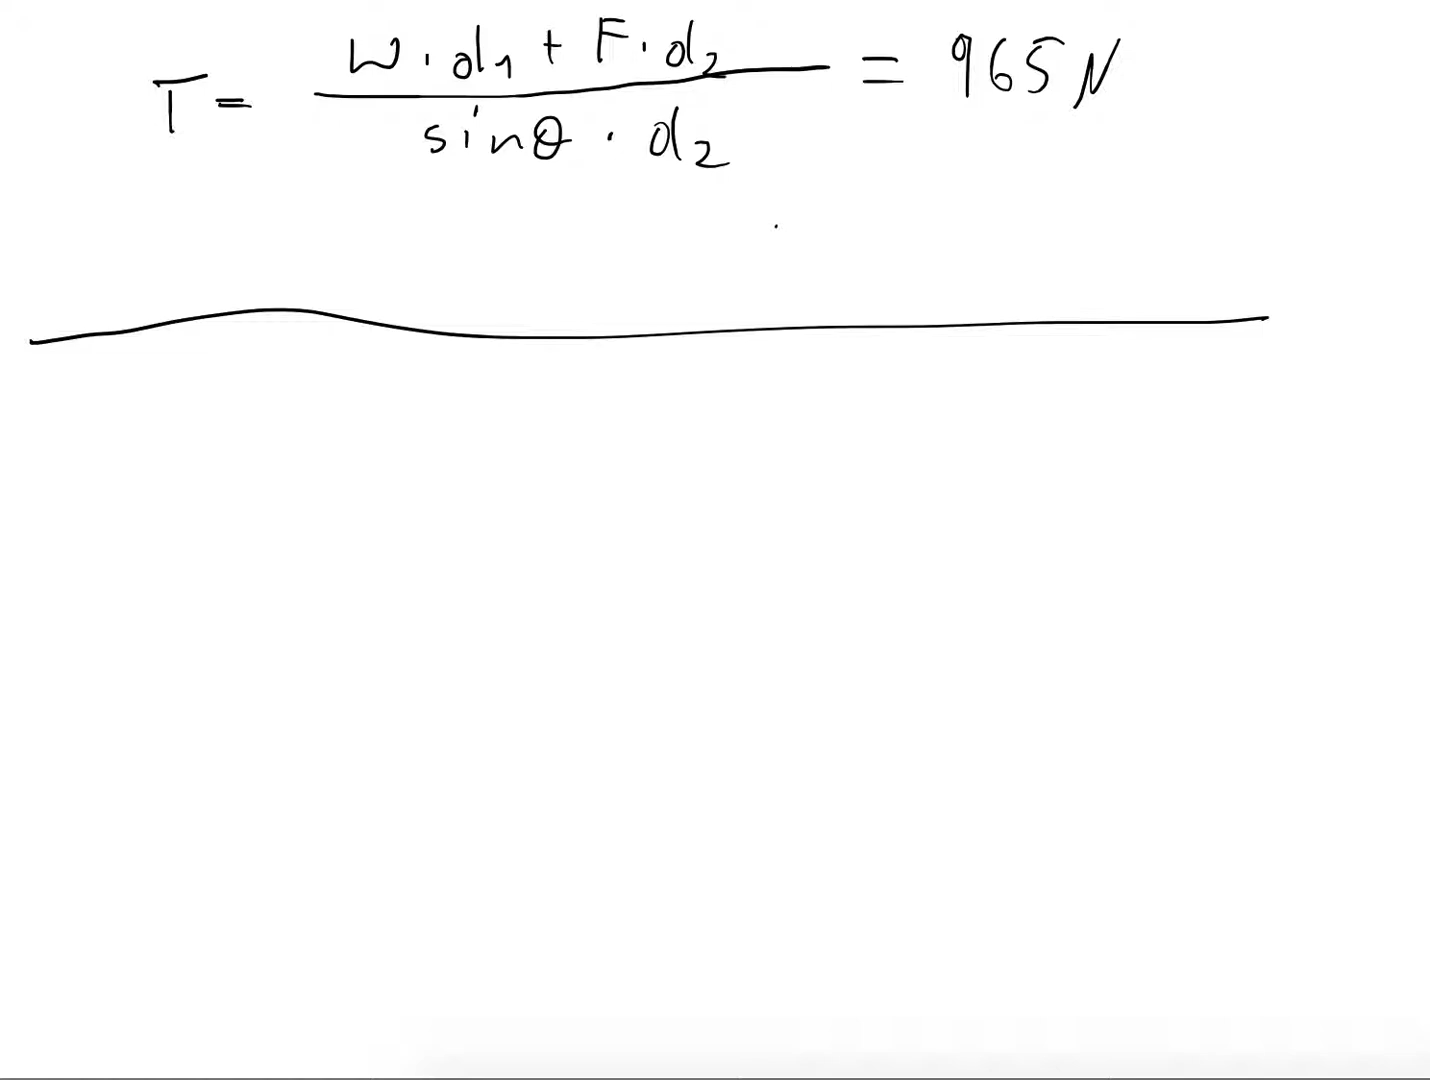 T = (W · d₁ + F · d₂) / (sinθ · d₂) = 965 N